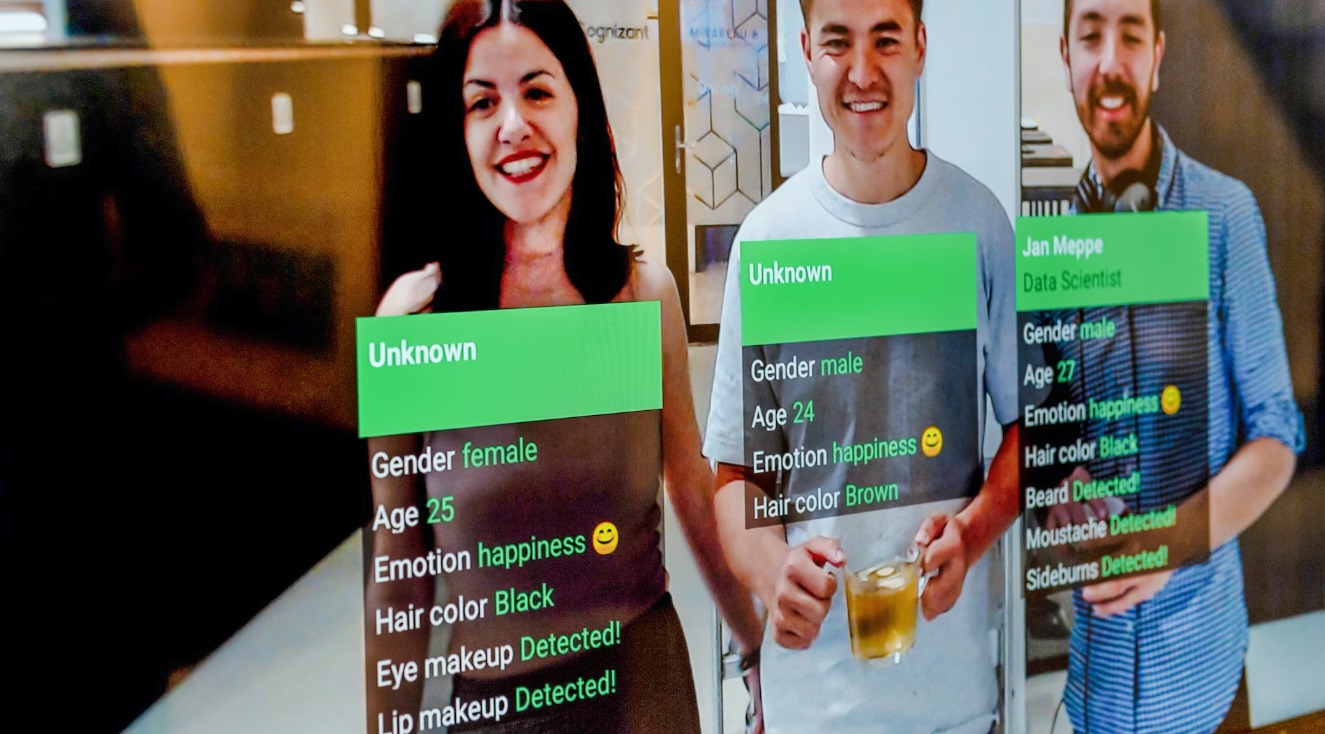 ognizant
MIRABEAU
Unknown
Gender female
Age 25
Emotion happiness 😊
Hair color Black
Eye makeup Detected!
Lip makeup Detected!
Unknown
Gender male
Age 24
Emotion happiness 😊
Hair color Brown
Jan Meppe
Data Scientist
Gender male
Age 27
Emotion happiness 😊
Hair color Black
Beard Detected!
Moustache Detected!
Sideburns Detected!